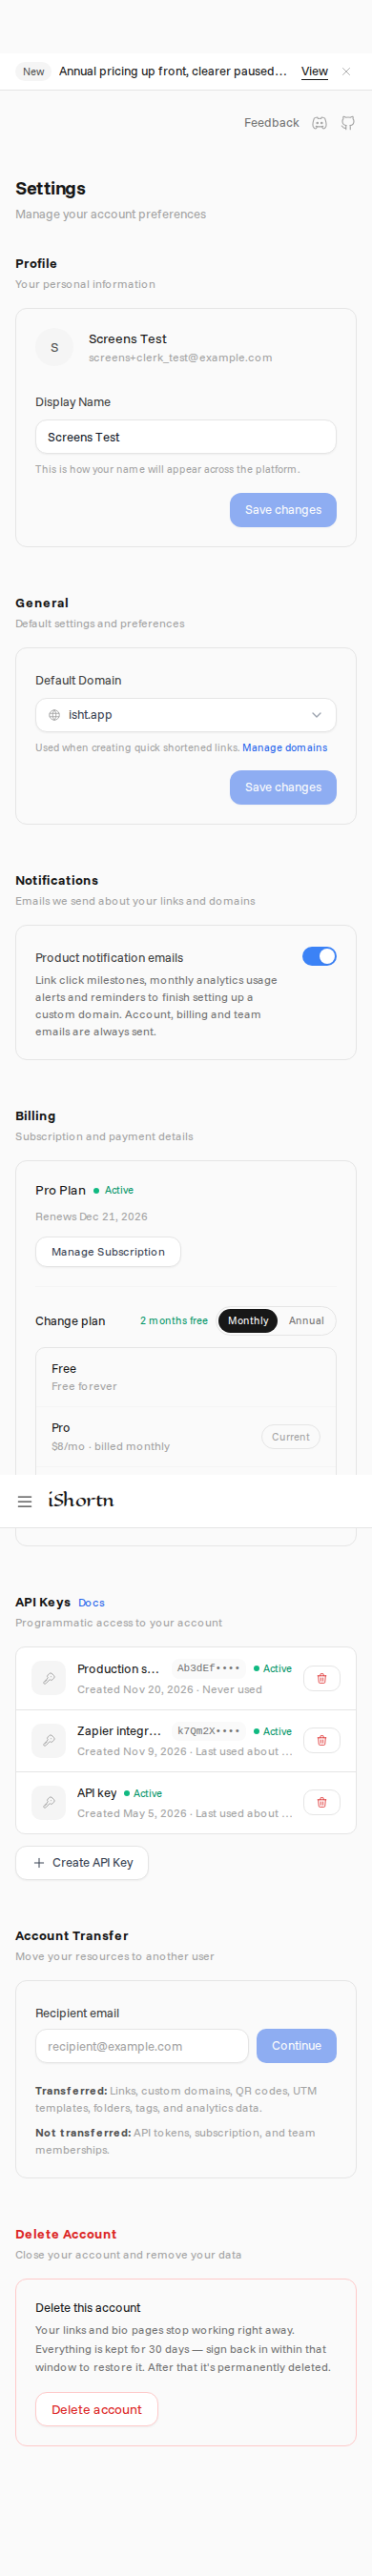 New Annual pricing up front, clearer paused… View
Feedback
Settings
Manage your account preferences
Profile
Your personal information
S
Screens Test
screens+clerk_test@example.com
Display Name
Screens Test
This is how your name will appear across the platform.
Save changes
General
Default settings and preferences
Default Domain
isht.app
Used when creating quick shortened links. Manage domains
Save changes
Notifications
Emails we send about your links and domains
Product notification emails
Link click milestones, monthly analytics usage
alerts and reminders to finish setting up a
custom domain. Account, billing and team
emails are always sent.
Billing
Subscription and payment details
Pro Plan Active
Renews Dec 21, 2026
Manage Subscription
Change plan 2 months free Monthly Annual
Free
Free forever
Pro
$8/mo · billed monthly
Current
iShortn
API Keys Docs
Programmatic access to your account
Production s… Ab3dEf•••• Active
Created Nov 20, 2026 · Never used
Zapier integr… k7Qm2X•••• Active
Created Nov 9, 2026 · Last used about …
API key Active
Created May 5, 2026 · Last used about …
Create API Key
Account Transfer
Move your resources to another user
Recipient email
recipient@example.com Continue
Transferred: Links, custom domains, QR codes, UTM
templates, folders, tags, and analytics data.
Not transferred: API tokens, subscription, and team
memberships.
Delete Account
Close your account and remove your data
Delete this account
Your links and bio pages stop working right away.
Everything is kept for 30 days — sign back in within that
window to restore it. After that it's permanently deleted.
Delete account